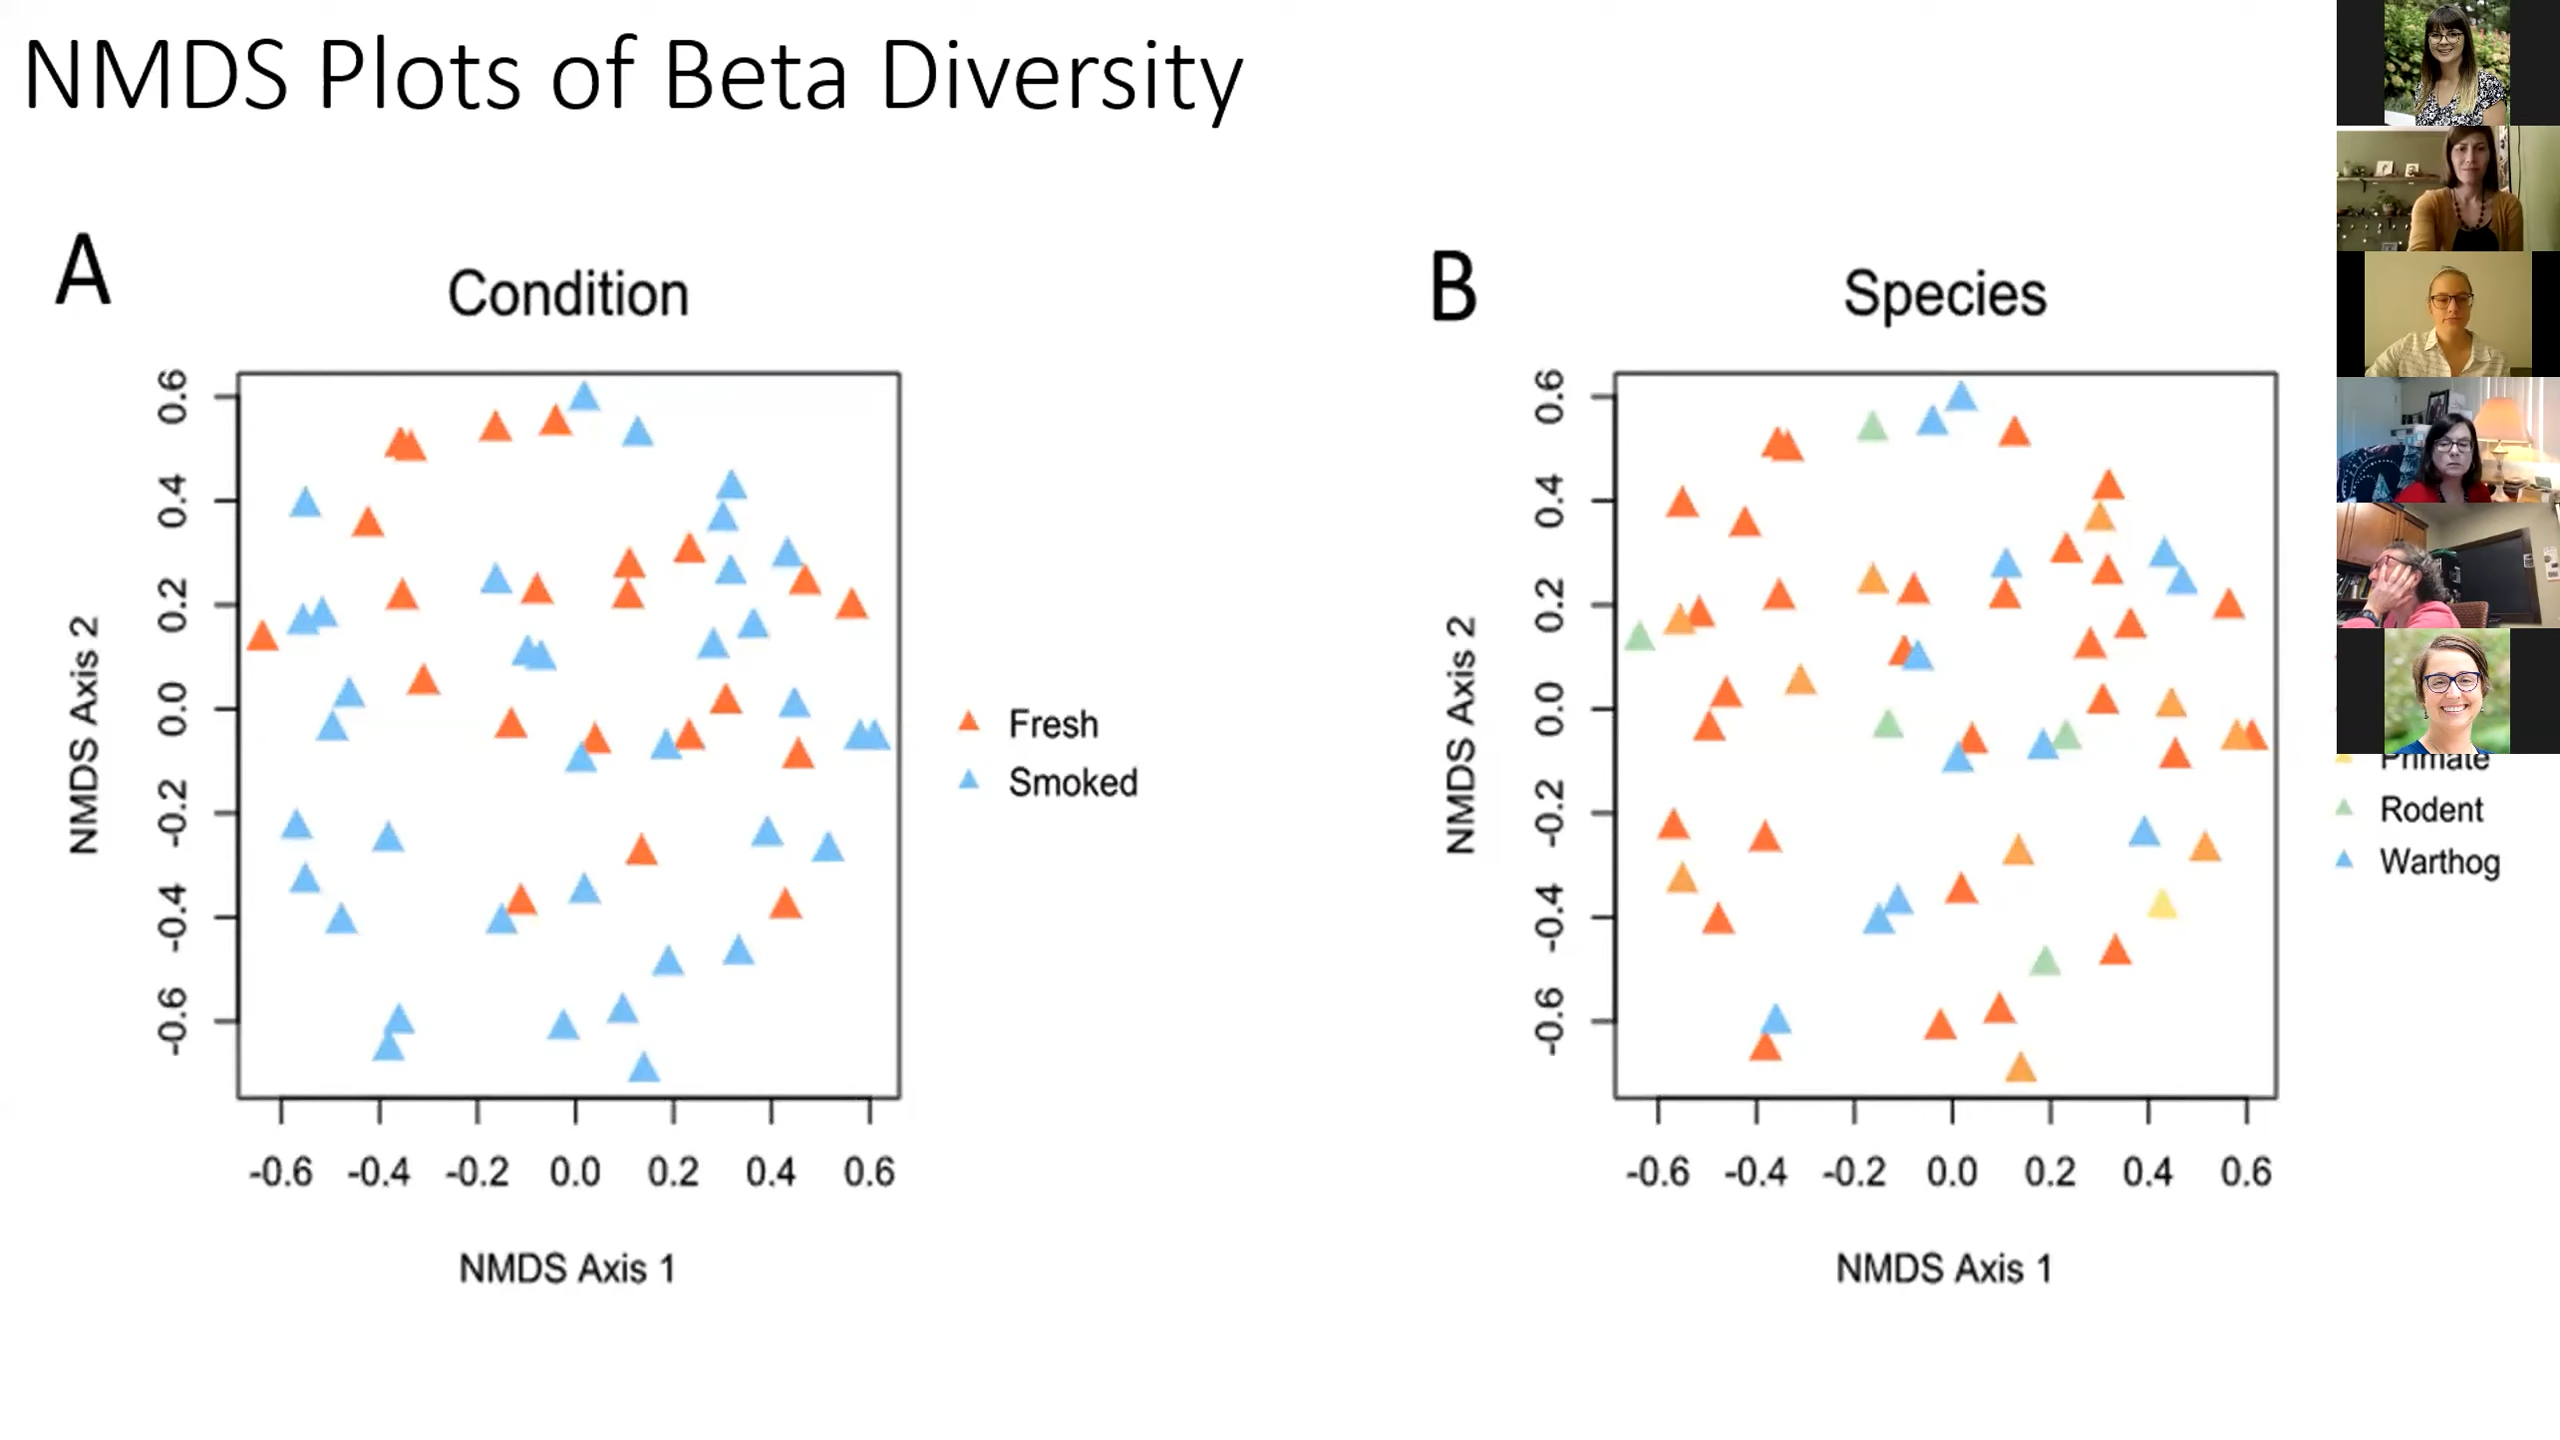 NMDS Plots of Beta Diversity
A
Condition
NMDS Axis 2
0.6
0.4
0.2
0.0
-0.2
-0.4
-0.6
-0.6 -0.4 -0.2 0.0 0.2 0.4 0.6
NMDS Axis 1
Fresh
Smoked
B
Species
NMDS Axis 2
0.6
0.4
0.2
0.0
-0.2
-0.4
-0.6
-0.6 -0.4 -0.2 0.0 0.2 0.4 0.6
NMDS Axis 1
Primate
Rodent
Warthog